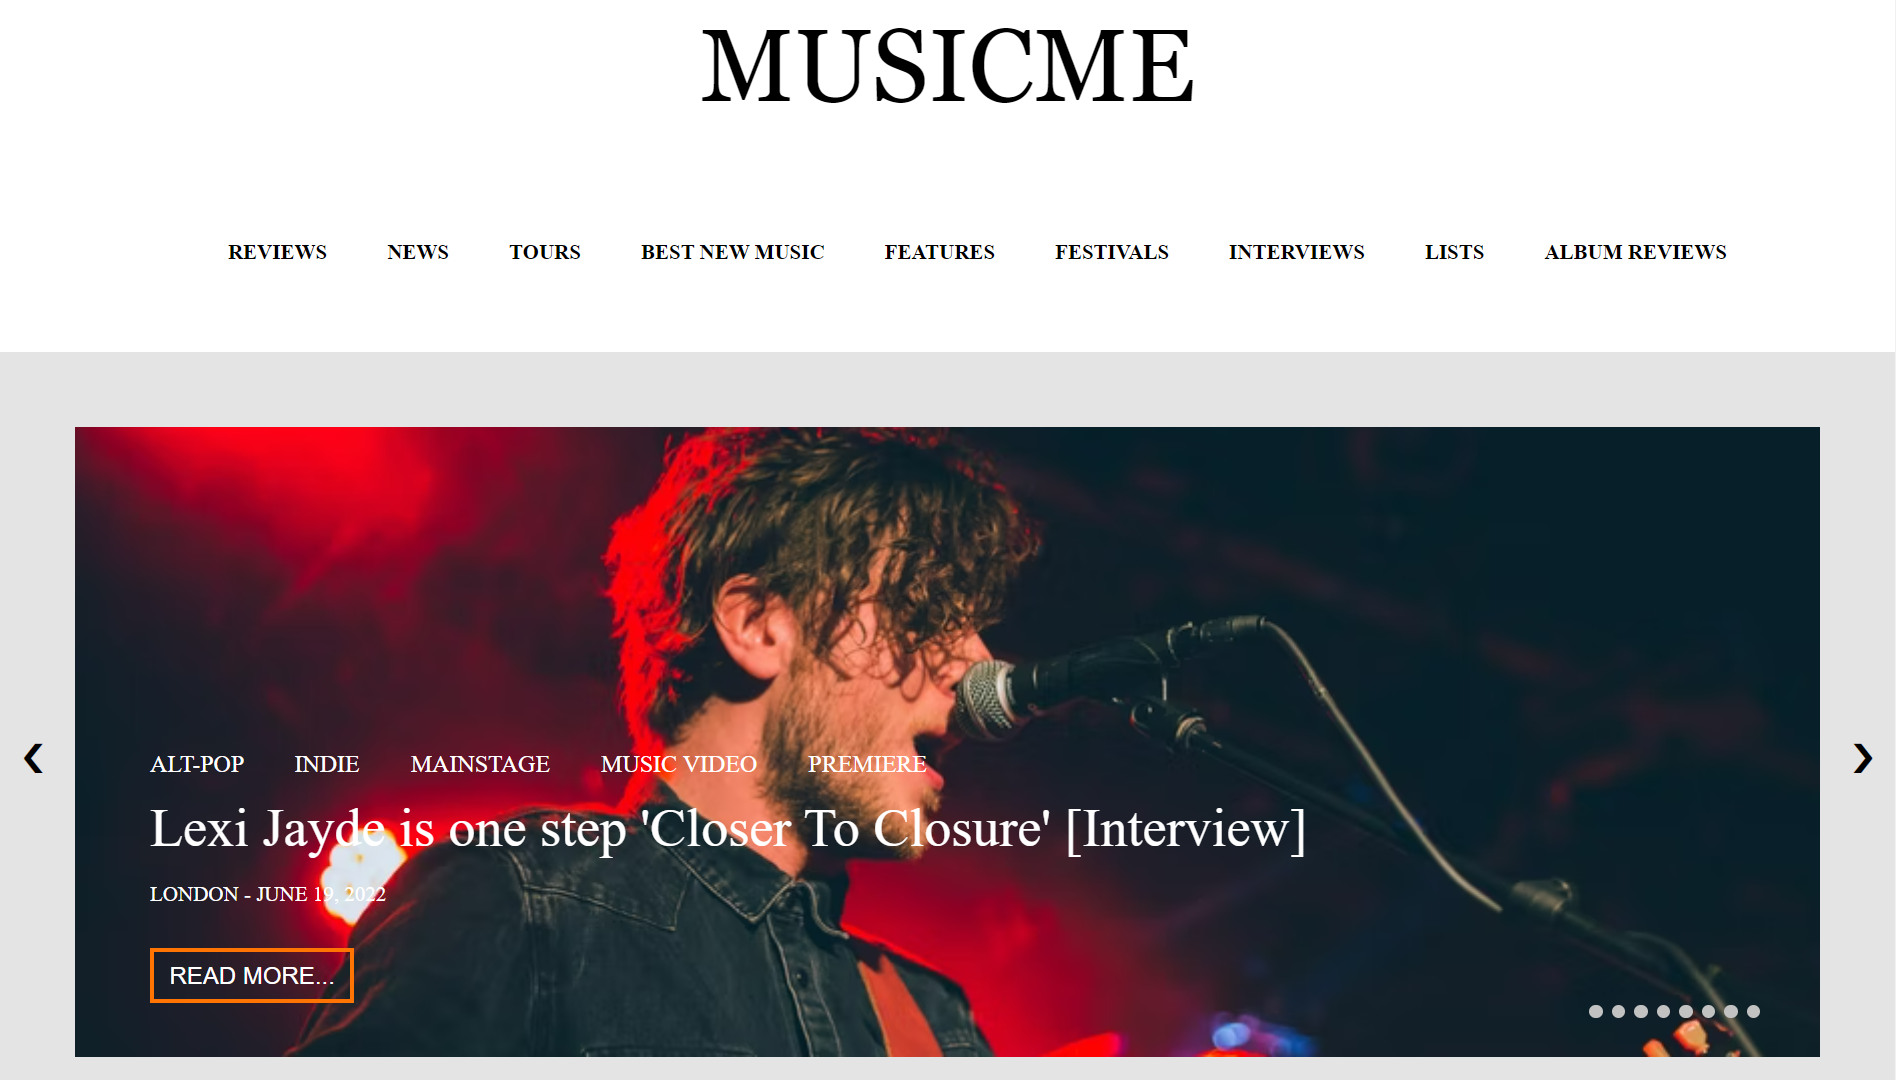 MUSICME
REVIEWS NEWS TOURS BEST NEW MUSIC FEATURES FESTIVALS INTERVIEWS LISTS ALBUM REVIEWS
ALT-POP INDIE MAINSTAGE MUSIC VIDEO PREMIERE
Lexi Jayde is one step 'Closer To Closure' [Interview]
LONDON - JUNE 19, 2022
READ MORE...